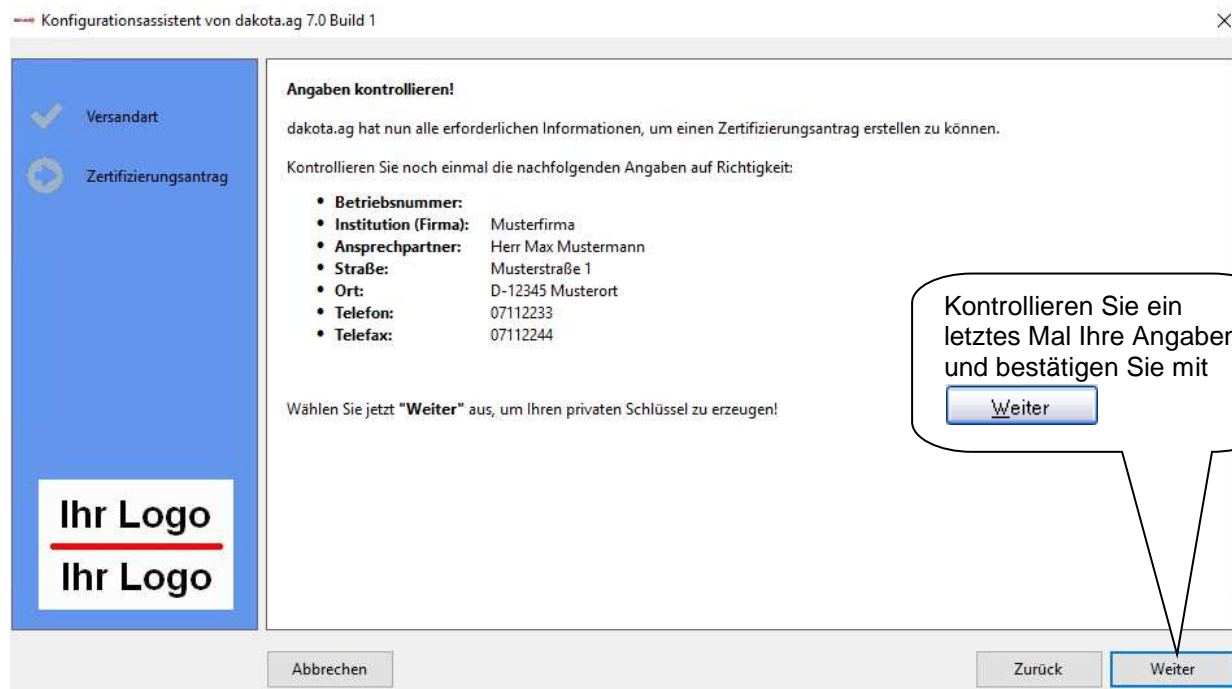 Konfigurationsassistent von dakota.ag 7.0 Build 1
Versandart
Zertifizierungsantrag
Ihr Logo
Ihr Logo
Angaben kontrollieren!
dakota.ag hat nun alle erforderlichen Informationen, um einen Zertifizierungsantrag erstellen zu können.
Kontrollieren Sie noch einmal die nachfolgenden Angaben auf Richtigkeit:
• Betriebsnummer:
• Institution (Firma): Musterfirma
• Ansprechpartner: Herr Max Mustermann
• Straße: Musterstraße 1
• Ort: D-12345 Musterort
• Telefon: 07112233
• Telefax: 07112244
Wählen Sie jetzt "Weiter" aus, um Ihren privaten Schlüssel zu erzeugen!
Kontrollieren Sie ein
letztes Mal Ihre Angaben
und bestätigen Sie mit
Weiter
Abbrechen
Zurück
Weiter